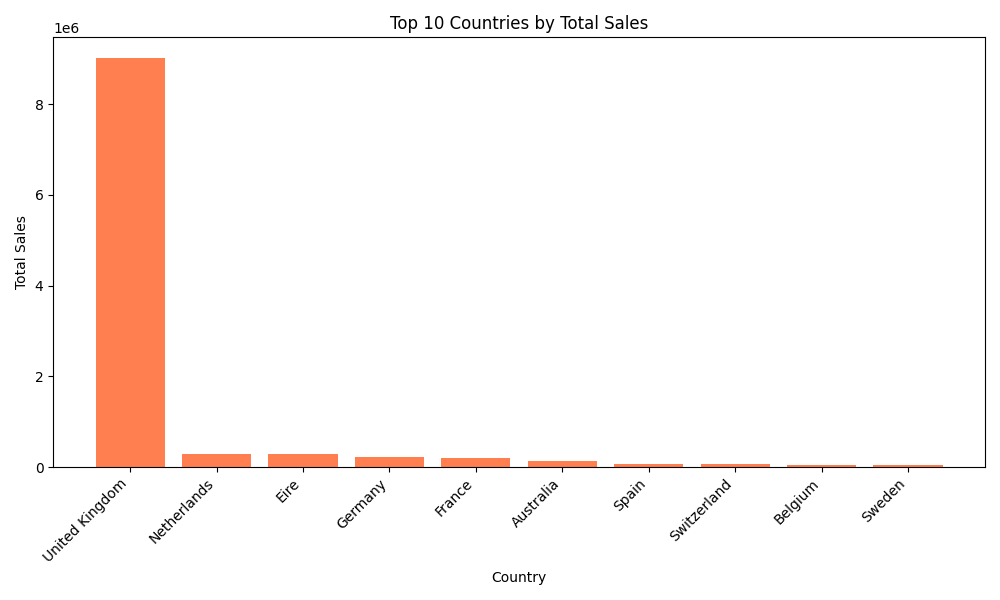 Top 10 Countries by Total Sales
1e6
8
6
4
2
0
Total Sales
United Kingdom
Netherlands
Eire
Germany
France
Australia
Spain
Switzerland
Belgium
Sweden
Country